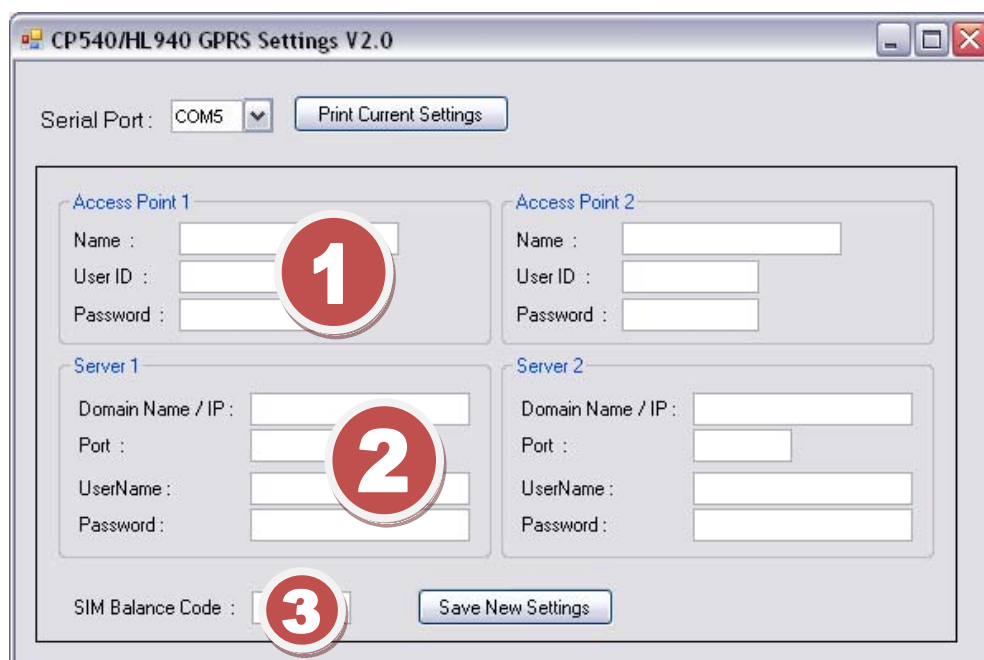 CP540/HL940 GPRS Settings V2.0
Serial Port : COM5 Print Current Settings
Access Point 1
Name :
User ID :
Password :
1
Access Point 2
Name :
User ID :
Password :
Server 1
Domain Name / IP :
Port :
UserName :
Password :
2
Server 2
Domain Name / IP :
Port :
UserName :
Password :
SIM Balance Code : 3 Save New Settings